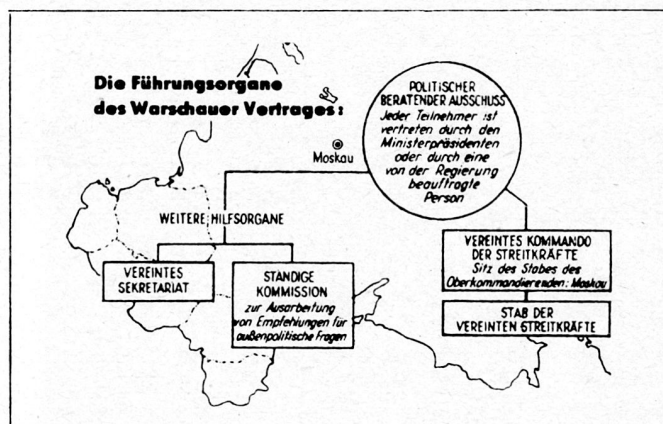 Die Führungsorgane
des Warschauer Vertrages:
POLITISCHER
BERATENDER AUSSCHUSS
Jeder Teilnehmer ist
vertreten durch den
Ministerpräsidenten
oder durch eine
von der Regierung
beauftragte
Person
Moskau
WEITERE HILFSORGANE
VEREINTES
SEKRETARIAT
STÄNDIGE
KOMMISSION
zur Ausarbeitung
von Empfehlungen für
außenpolitische Fragen
VEREINTES KOMMANDO
DER STREITKRÄFTE
Sitz des Stabes des
Oberkommandierenden: Moskau
STAB DER
VEREINTEN STREITKRÄFTE